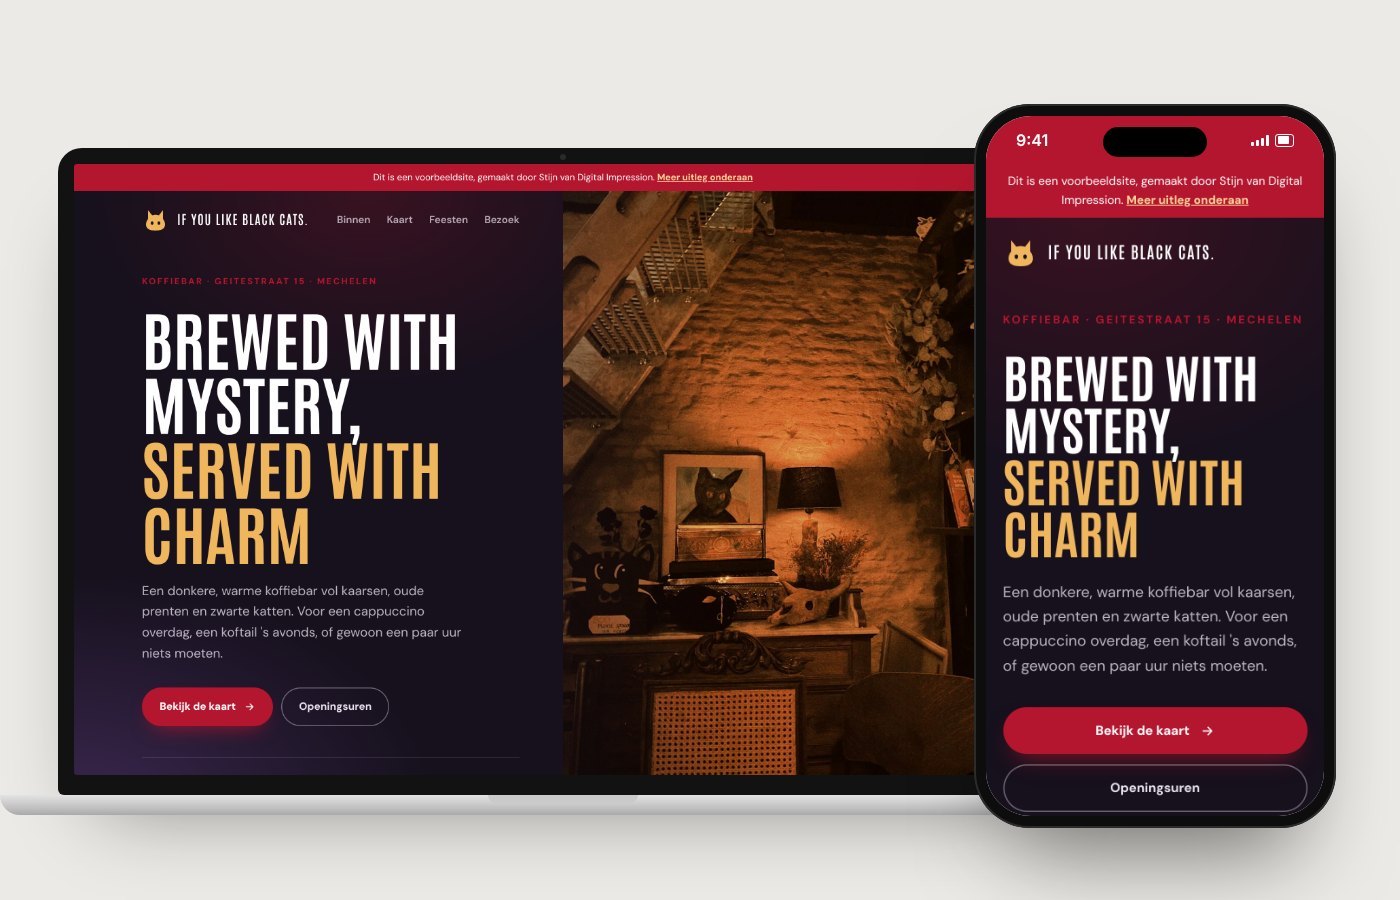 Dit is een voorbeeldsite, gemaakt door Stijn van Digital Impression. Meer uitleg onderaan
IF YOU LIKE BLACK CATS.
Binnen
Kaart
Feesten
Bezoek
KOFFIEBAR · GEITESTRAAT 15 · MECHELEN
BREWED WITH
MYSTERY,
SERVED WITH
CHARM
Een donkere, warme koffiebar vol kaarsen, oude
prenten en zwarte katten. Voor een cappuccino
overdag, een koftail 's avonds, of gewoon een paar uur
niets moeten.
Bekijk de kaart →
Openingsuren
9:41
Dit is een voorbeeldsite, gemaakt door Stijn van Digital
Impression. Meer uitleg onderaan
IF YOU LIKE BLACK CATS.
KOFFIEBAR · GEITESTRAAT 15 · MECHELEN
BREWED WITH
MYSTERY,
SERVED WITH
CHARM
Een donkere, warme koffiebar vol kaarsen,
oude prenten en zwarte katten. Voor een
cappuccino overdag, een koftail 's avonds,
of gewoon een paar uur niets moeten.
Bekijk de kaart →
Openingsuren